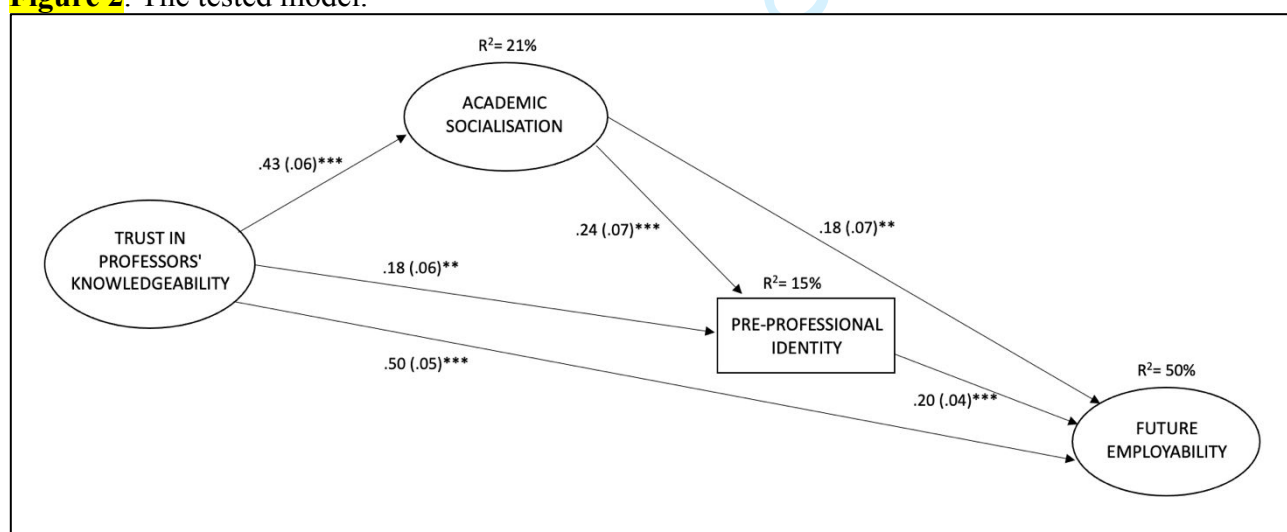 Figure 2. The tested model.
R²= 21%
ACADEMIC
SOCIALISATION
.43 (.06)***
TRUST IN
PROFESSORS'
KNOWLEDGEABILITY
.24 (.07)***
.18 (.07)**
.18 (.06)**
R²= 15%
PRE-PROFESSIONAL
IDENTITY
.50 (.05)***
R²= 50%
.20 (.04)***
FUTURE
EMPLOYABILITY